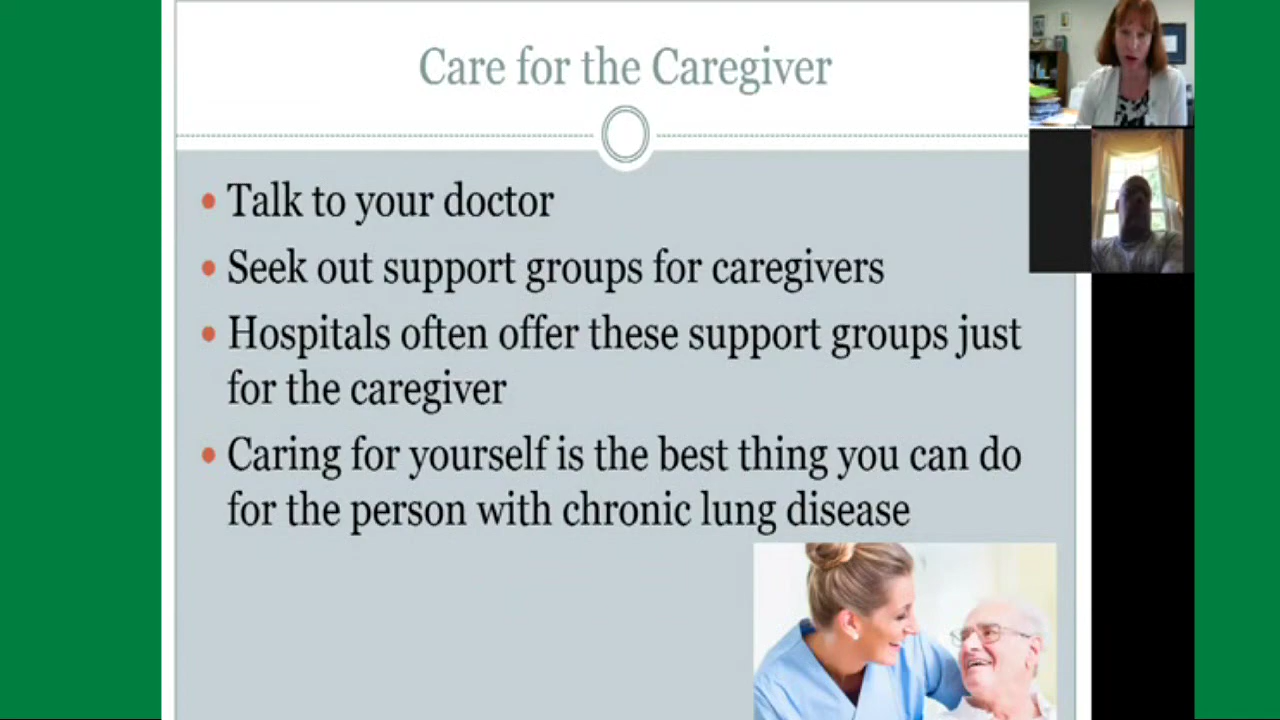 Care for the Caregiver
Talk to your doctor
Seek out support groups for caregivers
Hospitals often offer these support groups just
for the caregiver
Caring for yourself is the best thing you can do
for the person with chronic lung disease